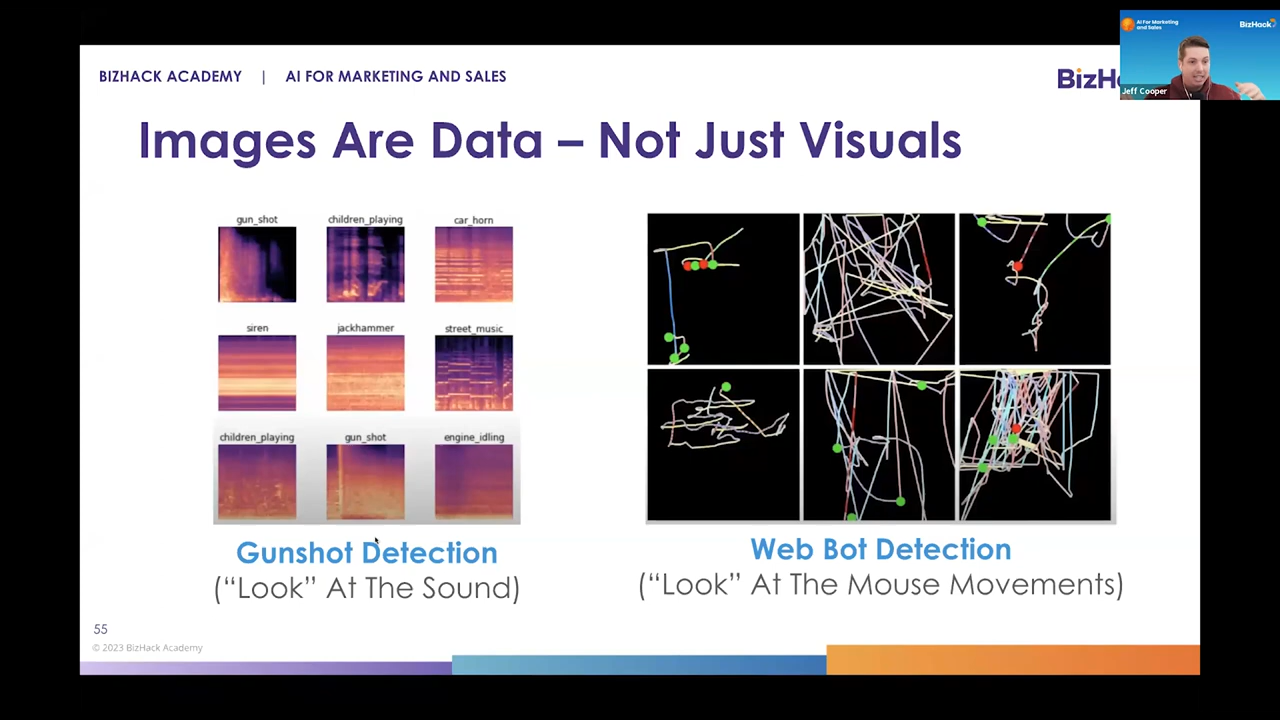 BIZHACK ACADEMY | AI FOR MARKETING AND SALES
AI For Marketing
and Sales
BizHack
Jeff Cooper
Images Are Data – Not Just Visuals
gun_shot children_playing car_horn
siren jackhammer street_music
children_playing gun_shot engine_idling
Gunshot Detection
(“Look” At The Sound)
Web Bot Detection
(“Look” At The Mouse Movements)
55
© 2023 BizHack Academy